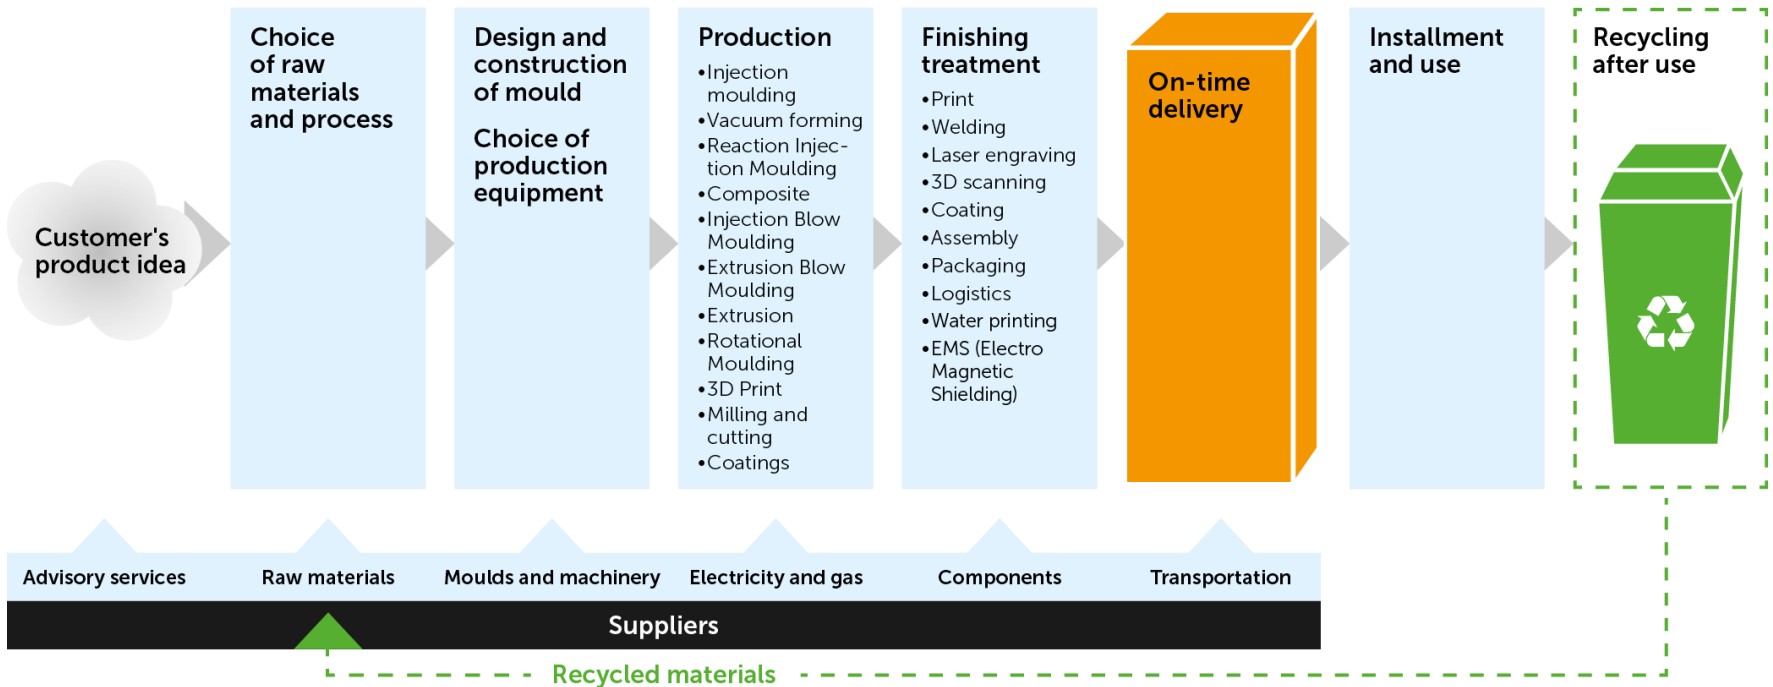 Customer's
product idea
Choice
of raw
materials
and process
Design and
construction
of mould
Choice of
production
equipment
Production
•Injection
moulding
•Vacuum forming
•Reaction Injec-
tion Moulding
•Composite
•Injection Blow
Moulding
•Extrusion Blow
Moulding
•Extrusion
•Rotational
Moulding
•3D Print
•Milling and
cutting
•Coatings
Finishing
treatment
•Print
•Welding
•Laser engraving
•3D scanning
•Coating
•Assembly
•Packaging
•Logistics
•Water printing
•EMS (Electro
Magnetic
Shielding)
On-time
delivery
Installment
and use
Recycling
after use
Advisory services
Raw materials
Moulds and machinery
Electricity and gas
Components
Transportation
Suppliers
Recycled materials